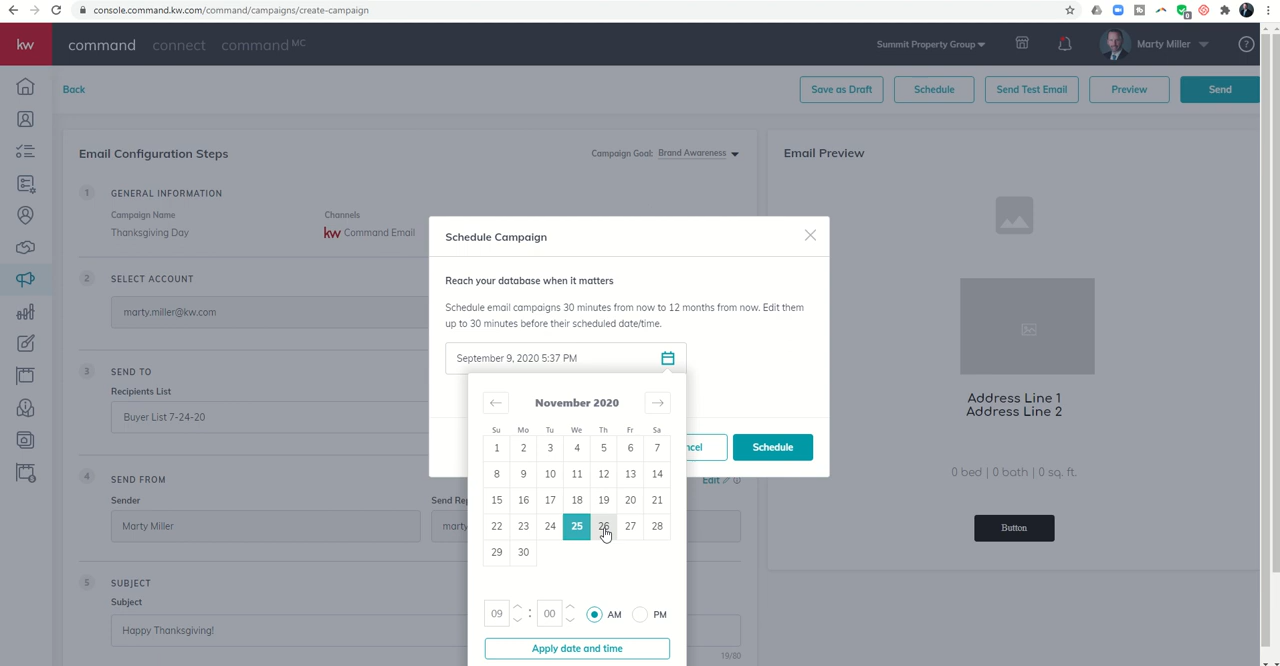 console.command.kw.com/command/campaigns/create-campaign
kw command connect command MC Summit Property Group Marty Miller ?
Back Save as Draft Schedule Send Test Email Preview Send
Email Configuration Steps Campaign Goal: Brand Awareness
1 GENERAL INFORMATION
Campaign Name Channels
Thanksgiving Day kw Command Email
2 SELECT ACCOUNT
marty.miller@kw.com
3 SEND TO
Recipients List
Buyer List 7-24-20
4 SEND FROM Edit
Sender Send Rep
Marty Miller marty
5 SUBJECT
Subject
Happy Thanksgiving!
19/80
Schedule Campaign
Reach your database when it matters
Schedule email campaigns 30 minutes from now to 12 months from now. Edit them
up to 30 minutes before their scheduled date/time.
September 9, 2020 5:37 PM
November 2020
Su Mo Tu We Th Fr Sa
1 2 3 4 5 6 7
8 9 10 11 12 13 14
15 16 17 18 19 20 21
22 23 24 25 26 27 28
29 30
09 : 00 AM PM
Apply date and time
ncel Schedule
Email Preview
Address Line 1
Address Line 2
0 bed | 0 bath | 0 sq. ft.
Button